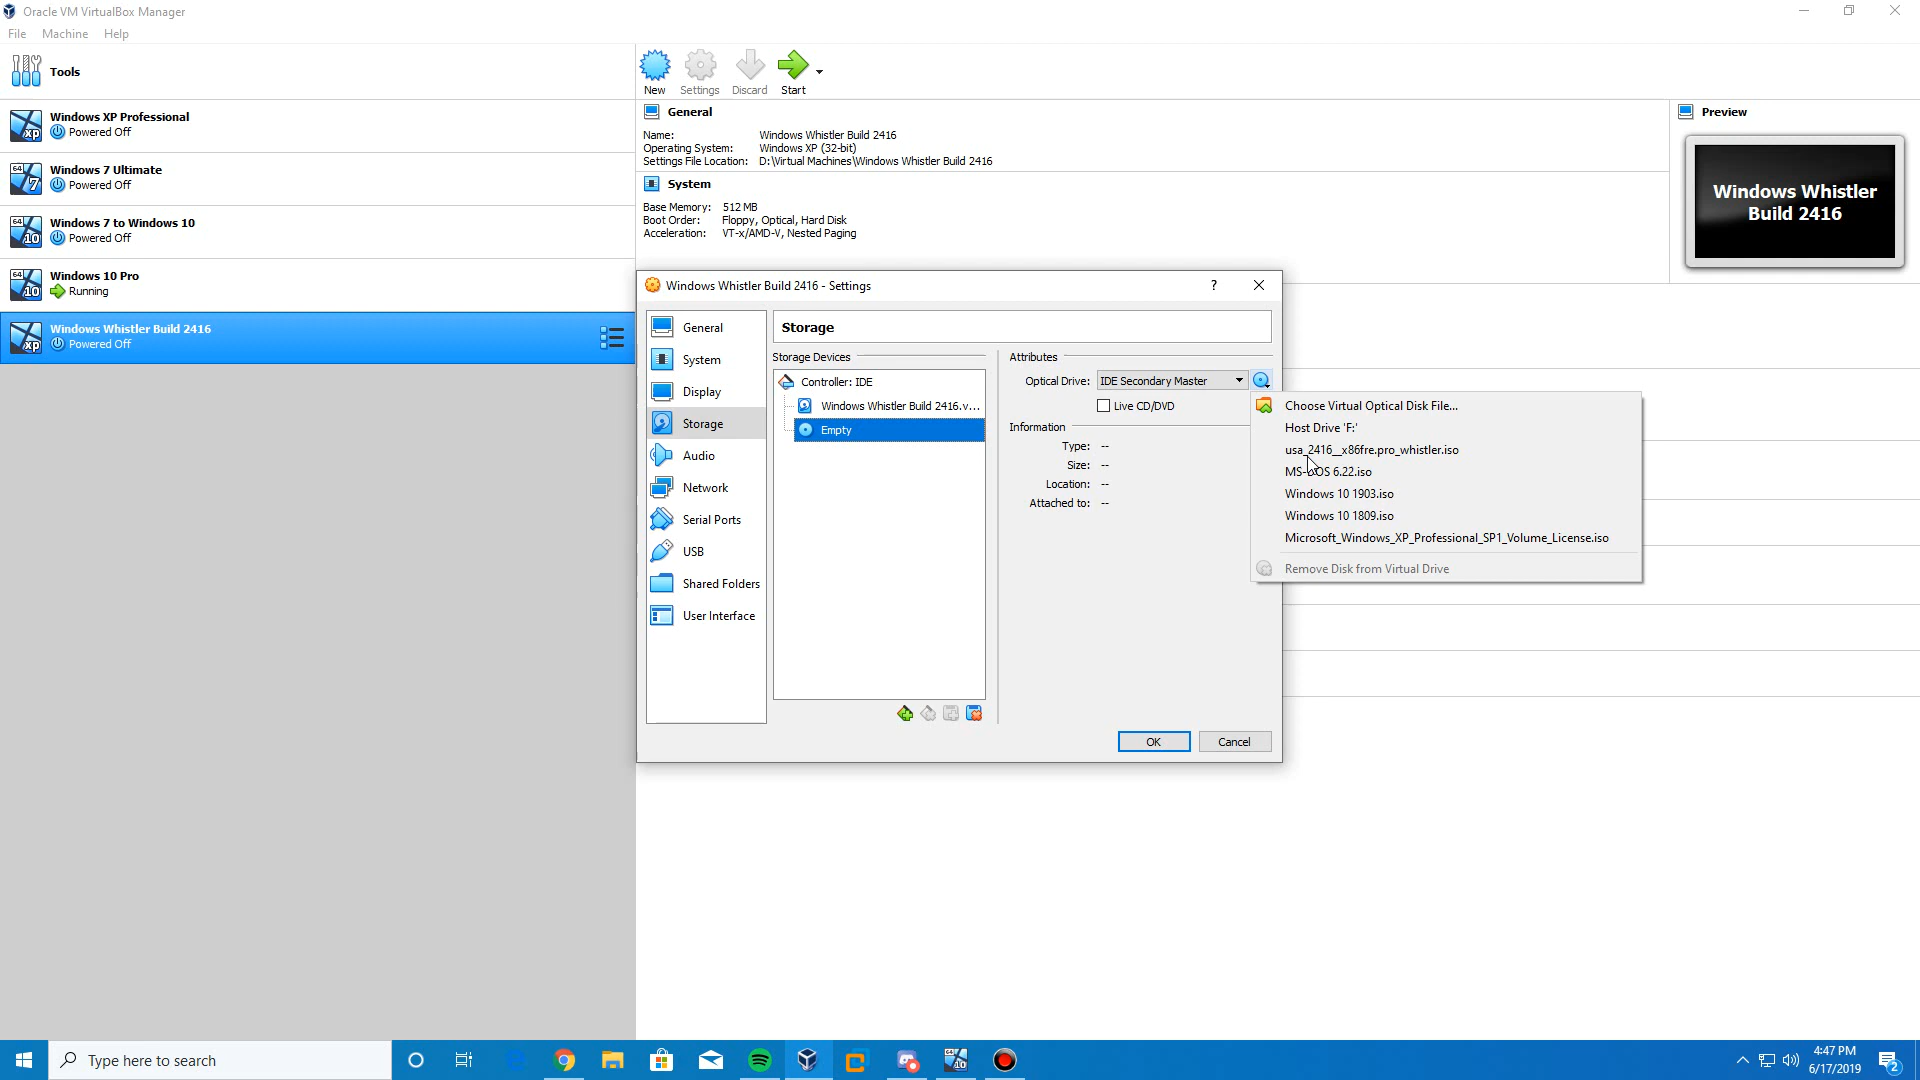 Oracle VM VirtualBox Manager
File Machine Help
Tools
New Settings Discard Start
Windows XP Professional
Powered Off
Windows 7 Ultimate
Powered Off
Windows 7 to Windows 10
Powered Off
Windows 10 Pro
Running
Windows Whistler Build 2416
Powered Off
General
Name: Windows Whistler Build 2416
Operating System: Windows XP (32-bit)
Settings File Location: D:\Virtual Machines\Windows Whistler Build 2416
System
Base Memory: 512 MB
Boot Order: Floppy, Optical, Hard Disk
Acceleration: VT-x/AMD-V, Nested Paging
Preview
Windows Whistler
Build 2416
Windows Whistler Build 2416 - Settings
?
General
System
Display
Storage
Audio
Network
Serial Ports
USB
Shared Folders
User Interface
Storage
Storage Devices
Controller: IDE
Windows Whistler Build 2416.v...
Empty
Attributes
Optical Drive: IDE Secondary Master
Live CD/DVD
Information
Type: --
Size: --
Location: --
Attached to: --
Choose Virtual Optical Disk File...
Host Drive 'F:'
usa_2416__x86fre.pro_whistler.iso
6.22.iso
Windows 10 1903.iso
Windows 10 1809.iso
Microsoft_Windows_XP_Professional_SP1_Volume_License.iso
Remove Disk from Virtual Drive
OK Cancel
Type here to search
4:47 PM
6/17/2019
2